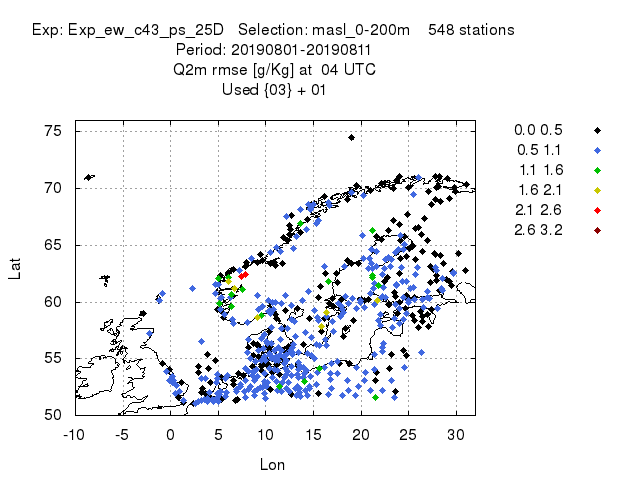 Exp: Exp_ew_c43_ps_25D Selection: masl_0-200m 548 stations
Period: 20190801-20190811
Q2m rmse [g/Kg] at 04 UTC
Used {03} + 01
75
70
65
60
55
50
-10 -5 0 5 10 15 20 25 30
Lat
Lon
0.0 0.5
0.5 1.1
1.1 1.6
1.6 2.1
2.1 2.6
2.6 3.2